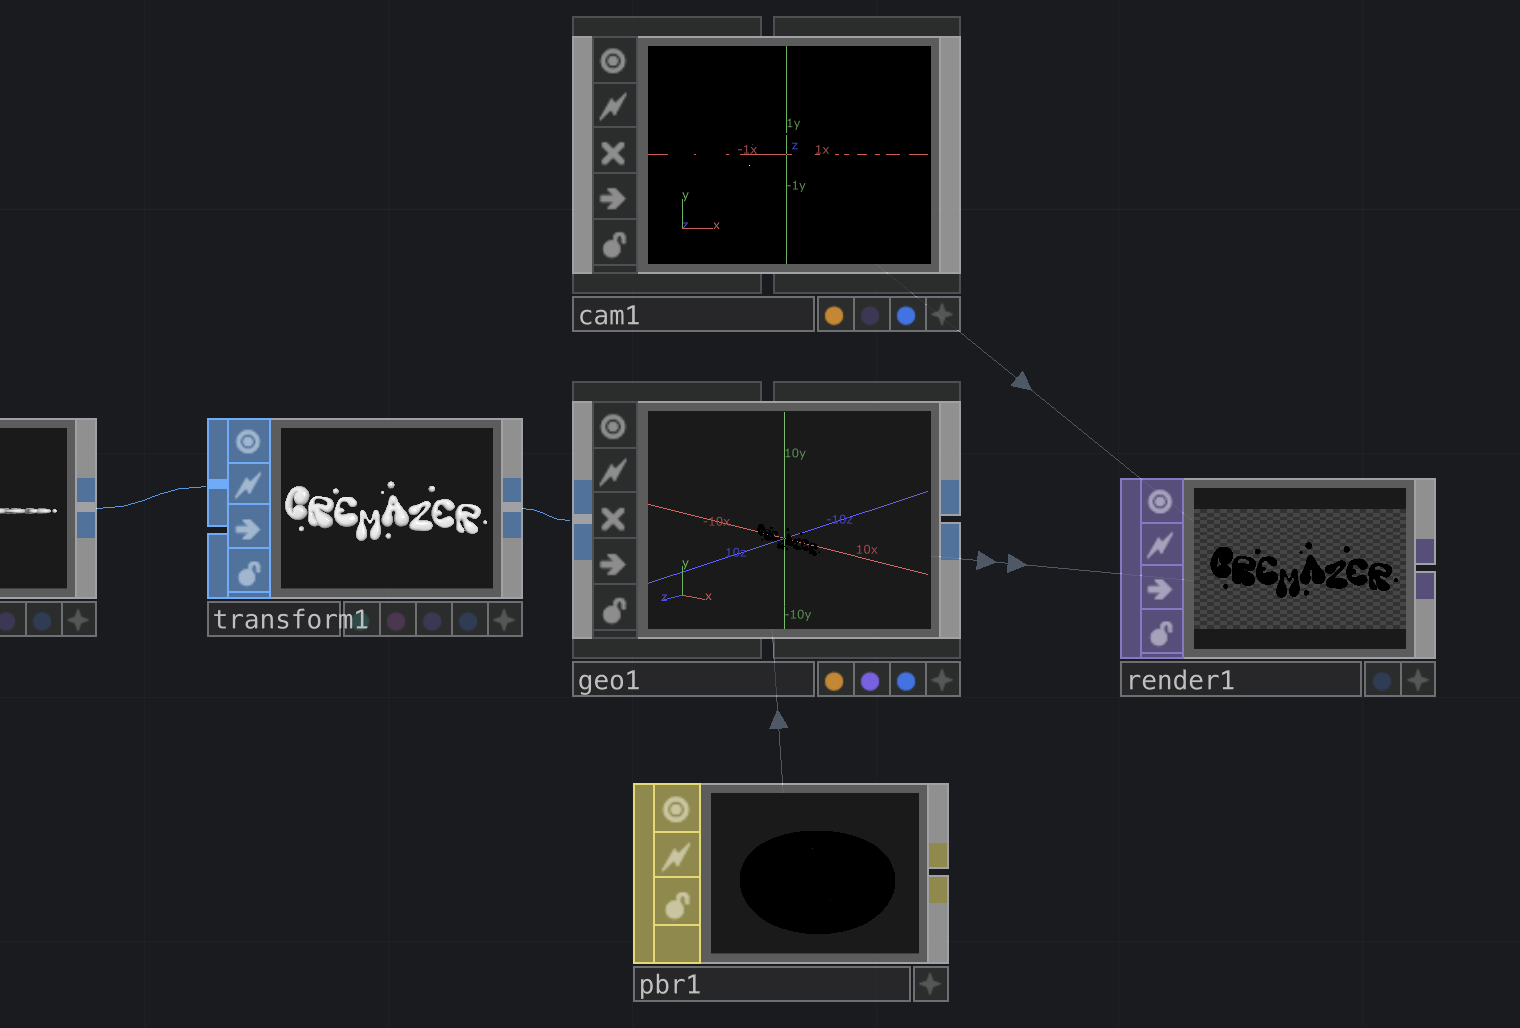 1y
-1x z 1x
-1y
y
z x
cam1
CREMAZER
transform1
10y
-10x -10z
10z 10x
y
z x
-10y
geo1
CREMAZER
render1
pbr1